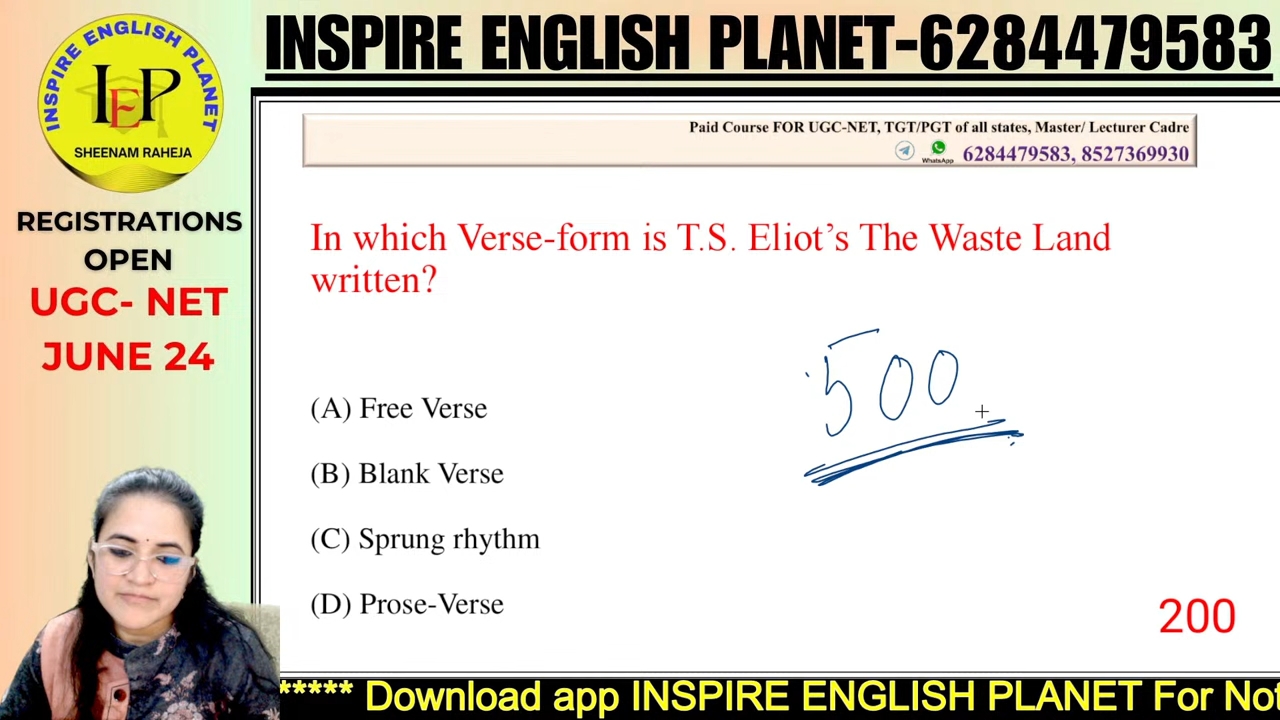 INSPIRE ENGLISH PLANET
IEP
SHEENAM RAHEJA
REGISTRATIONS
OPEN
UGC- NET
JUNE 24
INSPIRE ENGLISH PLANET-6284479583
Paid Course FOR UGC-NET, TGT/PGT of all states, Master/ Lecturer Cadre
WhatsApp 6284479583, 8527369930
In which Verse-form is T.S. Eliot’s The Waste Land
written?
500
(A) Free Verse
(B) Blank Verse
(C) Sprung rhythm
(D) Prose-Verse
200
***** Download app INSPIRE ENGLISH PLANET For Not